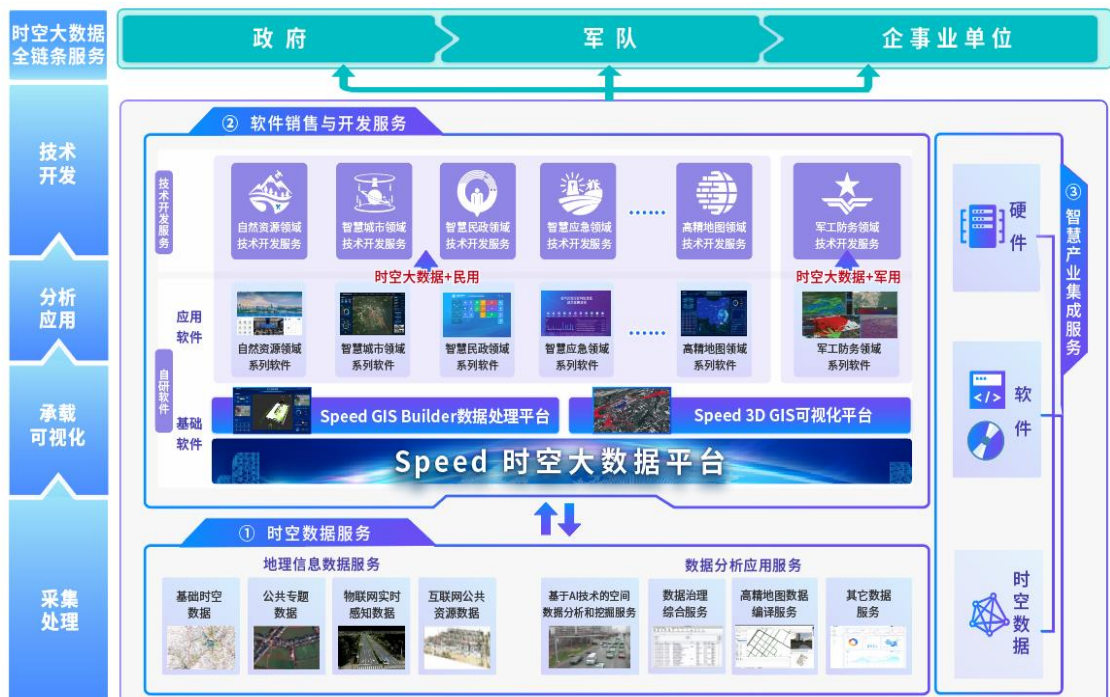 时空大数据
全链条服务
政府
军队
企事业单位
技术
开发
分析
应用
承载
可视化
采集
处理
② 软件销售与开发服务
技术开发服务
自然资源领域
技术开发服务
智慧城市领域
技术开发服务
智慧民政领域
技术开发服务
智慧应急领域
技术开发服务
……
高精地图领域
技术开发服务
军工防务领域
技术开发服务
时空大数据+民用
时空大数据+军用
自研软件
应用
软件
自然资源领域
系列软件
智慧城市领域
系列软件
智慧民政领域
系列软件
智慧应急领域
系列软件
……
高精地图领域
系列软件
军工防务领域
系列软件
基础
软件
Speed GIS Builder数据处理平台
Speed 3D GIS可视化平台
Speed 时空大数据平台
① 时空数据服务
地理信息数据服务
基础时空
数据
公共专题
数据
物联网实时
感知数据
互联网公共
资源数据
数据分析应用服务
基于AI技术的空间
数据分析和挖掘服务
数据治理
综合服务
高精地图数据
编译服务
其它数据
服务
③ 智慧产业集成服务
硬件
软件
时空数据